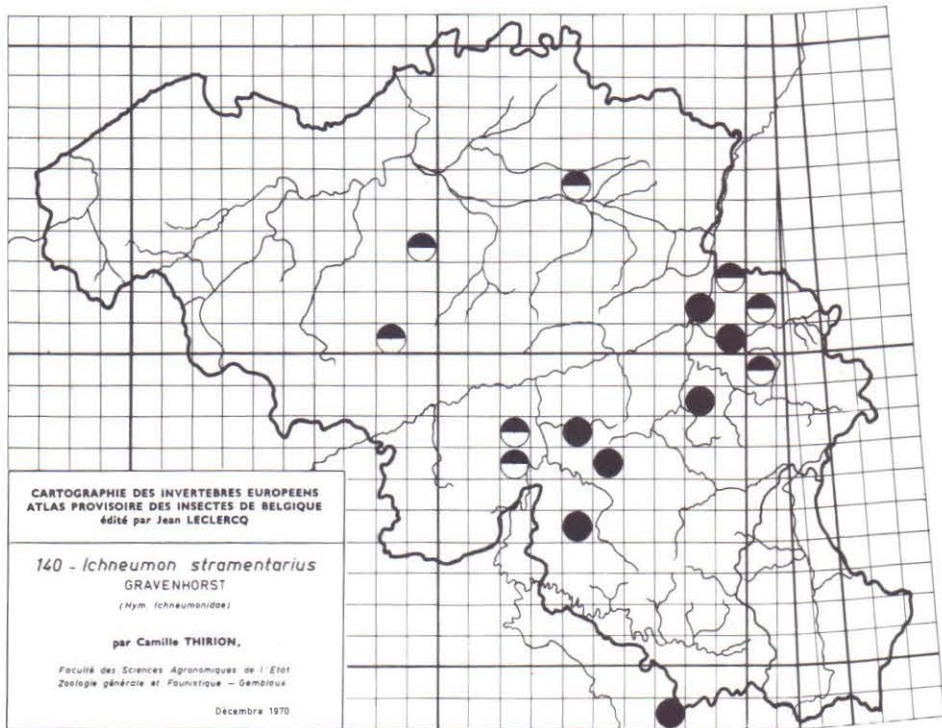 CARTOGRAPHIE DES INVERTEBRES EUROPEENS
ATLAS PROVISOIRE DES INSECTES DE BELGIQUE
édité par Jean LECLERCQ
140 - Ichneumon stramentarius
GRAVENHORST
(Hym. Ichneumonidae)
par Camille THIRION,
Faculté des Sciences Agronomiques de l'Etat
Zoologie générale et Faunistique – Gembloux
Décembre 1970